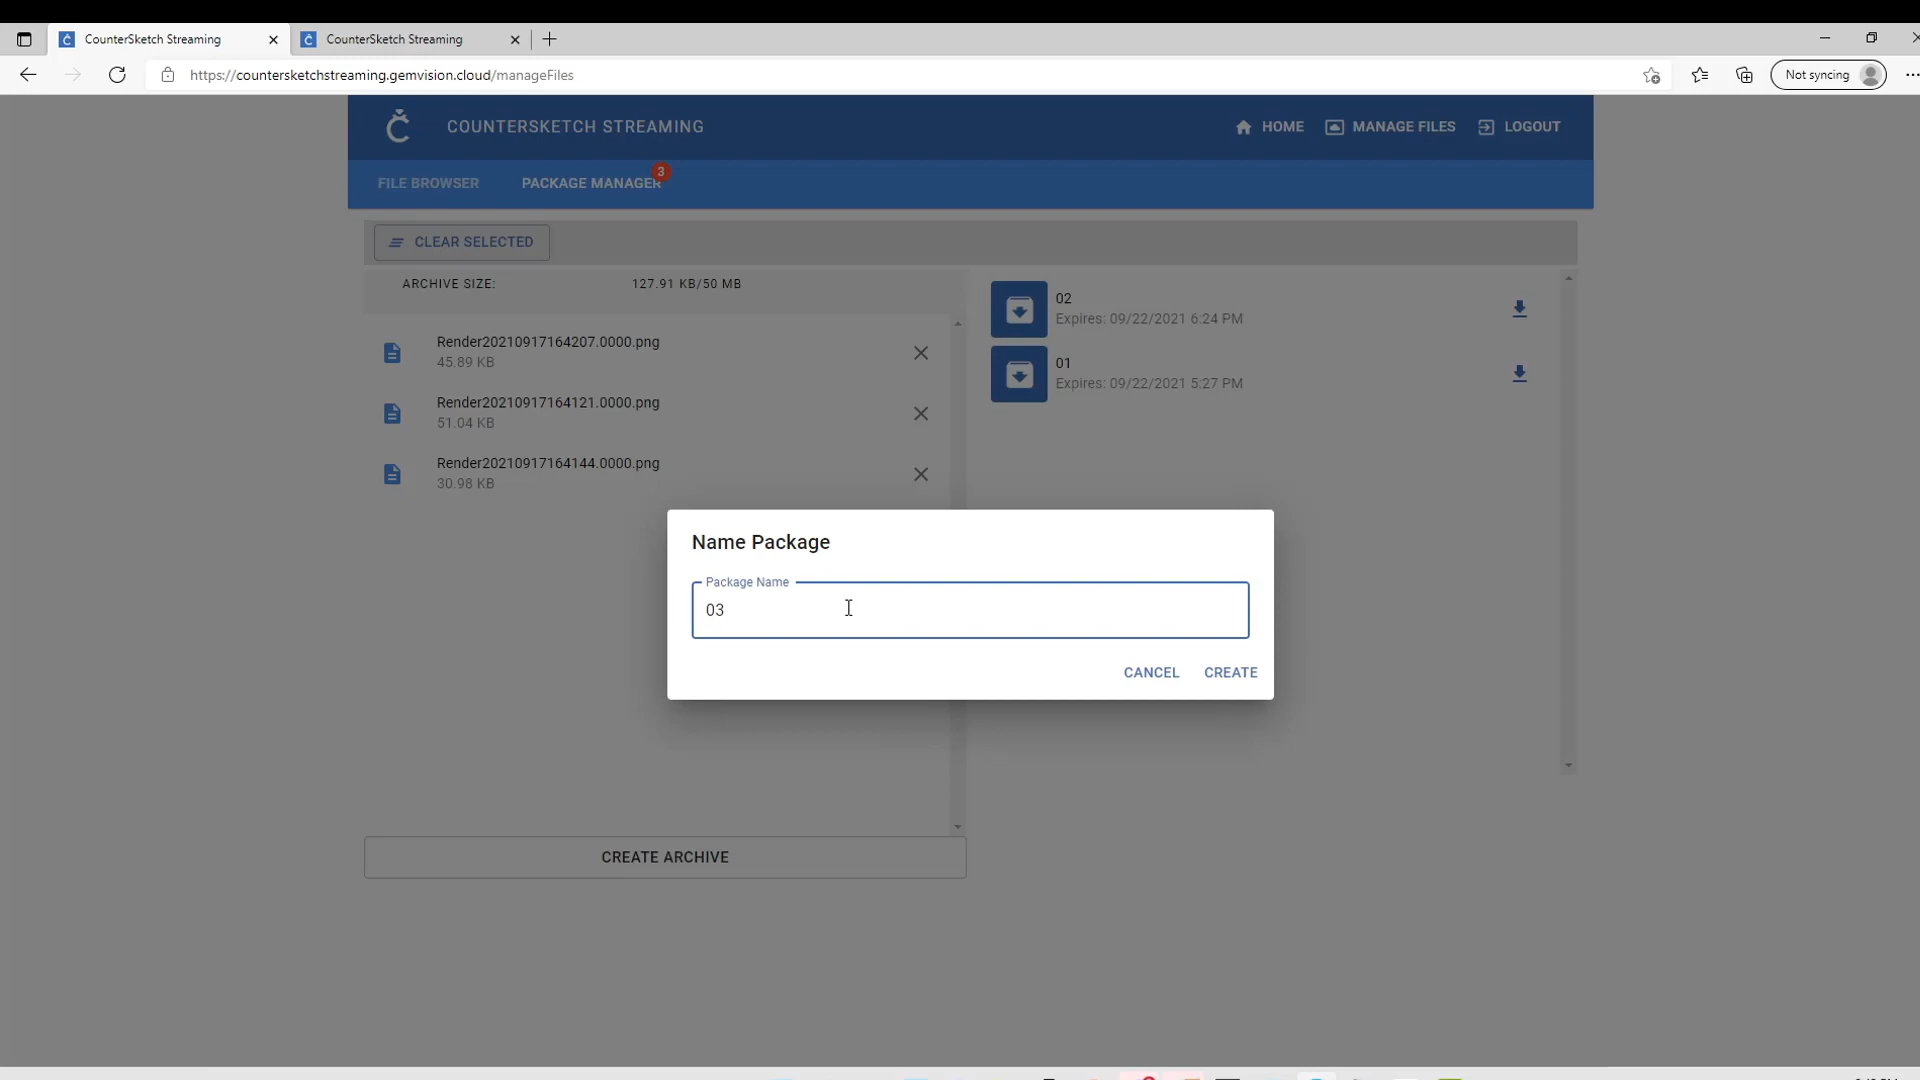 CounterSketch Streaming
CounterSketch Streaming
https://countersketchstreaming.gemvision.cloud/manageFiles
Not syncing
COUNTERSKETCH STREAMING
HOME
MANAGE FILES
LOGOUT
FILE BROWSER
PACKAGE MANAGER
3
CLEAR SELECTED
ARCHIVE SIZE: 127.91 KB/50 MB
Render20210917164207.0000.png
45.89 KB
Render20210917164121.0000.png
51.04 KB
Render20210917164144.0000.png
30.98 KB
02
Expires: 09/22/2021 6:24 PM
01
Expires: 09/22/2021 5:27 PM
Name Package
Package Name
03
CANCEL
CREATE
CREATE ARCHIVE